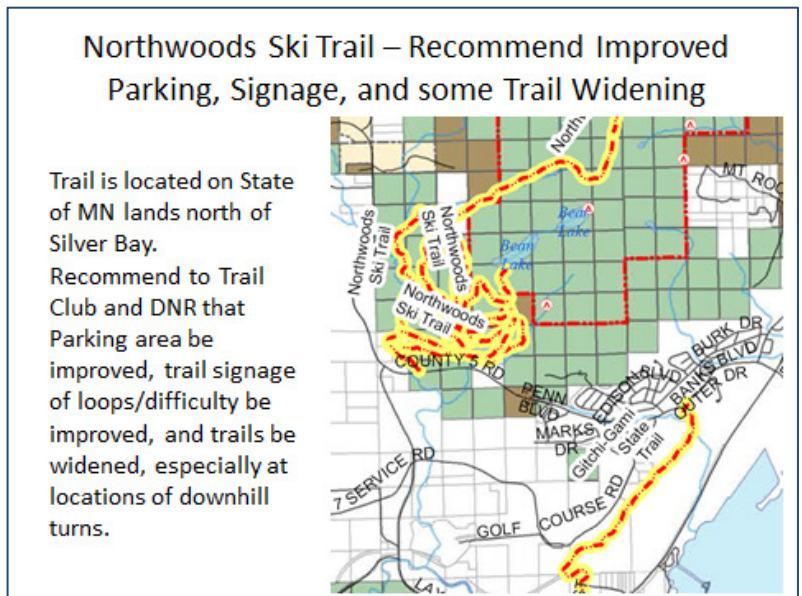 Northwoods Ski Trail – Recommend Improved
Parking, Signage, and some Trail Widening
Trail is located on State
of MN lands north of
Silver Bay.
Recommend to Trail
Club and DNR that
Parking area be
improved, trail signage
of loops/difficulty be
improved, and trails be
widened, especially at
locations of downhill
turns.
North
MT ROC
Northwoods
Ski Trail
Ski Trail
Northwoods
Bear
Lake
Bean
Lake
Northwoods
Ski Trail
COUNTY 5 RD
PENN
BLVD
MARKS
DR
EDISON BLVD
BURK DR
BANKS BLVD
OUTER DR
Gitchi-Gami
State
Trail
7 SERVICE RD
GOLF COURSE RD
LAX